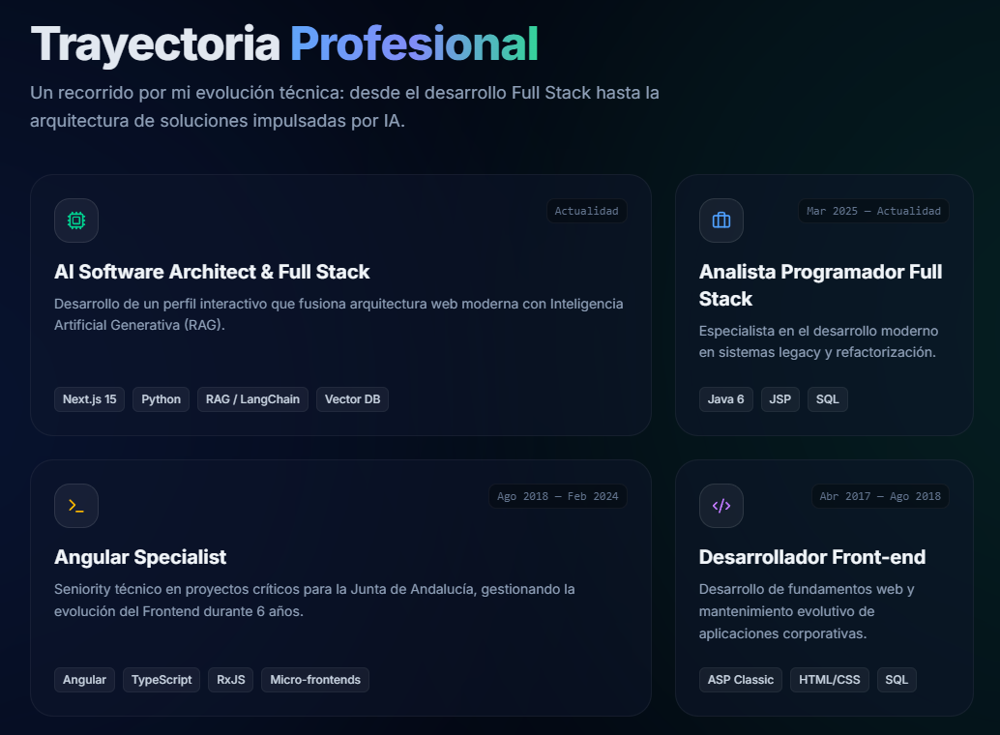 Trayectoria Profesional
Un recorrido por mi evolución técnica: desde el desarrollo Full Stack hasta la
arquitectura de soluciones impulsadas por IA.
Actualidad
AI Software Architect & Full Stack
Desarrollo de un perfil interactivo que fusiona arquitectura web moderna con Inteligencia
Artificial Generativa (RAG).
Next.js 15
Python
RAG / LangChain
Vector DB
Mar 2025 — Actualidad
Analista Programador Full
Stack
Especialista en el desarrollo moderno
en sistemas legacy y refactorización.
Java 6
JSP
SQL
Ago 2018 — Feb 2024
Angular Specialist
Seniority técnico en proyectos críticos para la Junta de Andalucía, gestionando la
evolución del Frontend durante 6 años.
Angular
TypeScript
RxJS
Micro-frontends
Abr 2017 — Ago 2018
Desarrollador Front-end
Desarrollo de fundamentos web y
mantenimiento evolutivo de
aplicaciones corporativas.
ASP Classic
HTML/CSS
SQL